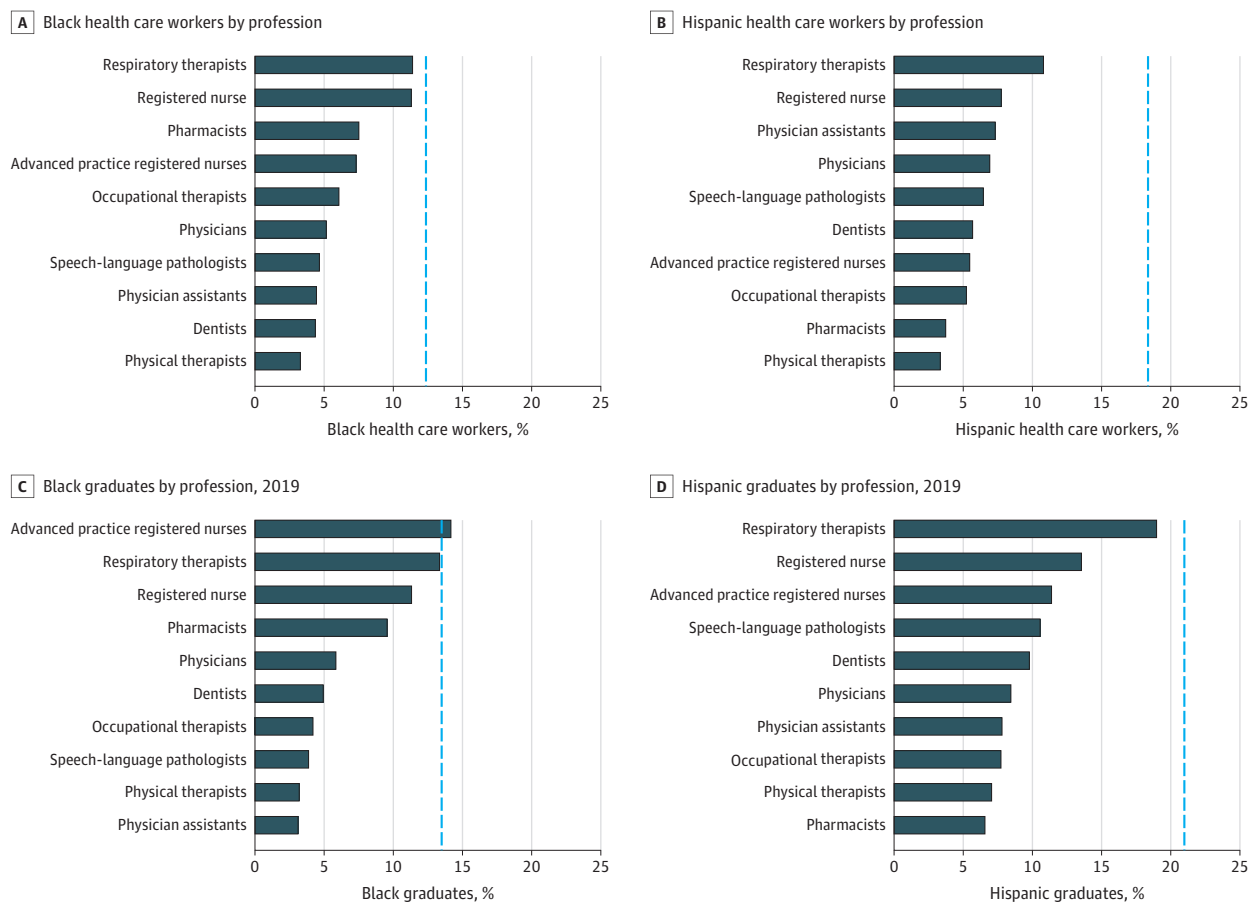 A Black health care workers by profession
Respiratory therapists
Registered nurse
Pharmacists
Advanced practice registered nurses
Occupational therapists
Physicians
Speech-language pathologists
Physician assistants
Dentists
Physical therapists
0 5 10 15 20 25
Black health care workers, %
B Hispanic health care workers by profession
Respiratory therapists
Registered nurse
Physician assistants
Physicians
Speech-language pathologists
Dentists
Advanced practice registered nurses
Occupational therapists
Pharmacists
Physical therapists
0 5 10 15 20 25
Hispanic health care workers, %
C Black graduates by profession, 2019
Advanced practice registered nurses
Respiratory therapists
Registered nurse
Pharmacists
Physicians
Dentists
Occupational therapists
Speech-language pathologists
Physical therapists
Physician assistants
0 5 10 15 20 25
Black graduates, %
D Hispanic graduates by profession, 2019
Respiratory therapists
Registered nurse
Advanced practice registered nurses
Speech-language pathologists
Dentists
Physicians
Physician assistants
Occupational therapists
Physical therapists
Pharmacists
0 5 10 15 20 25
Hispanic graduates, %